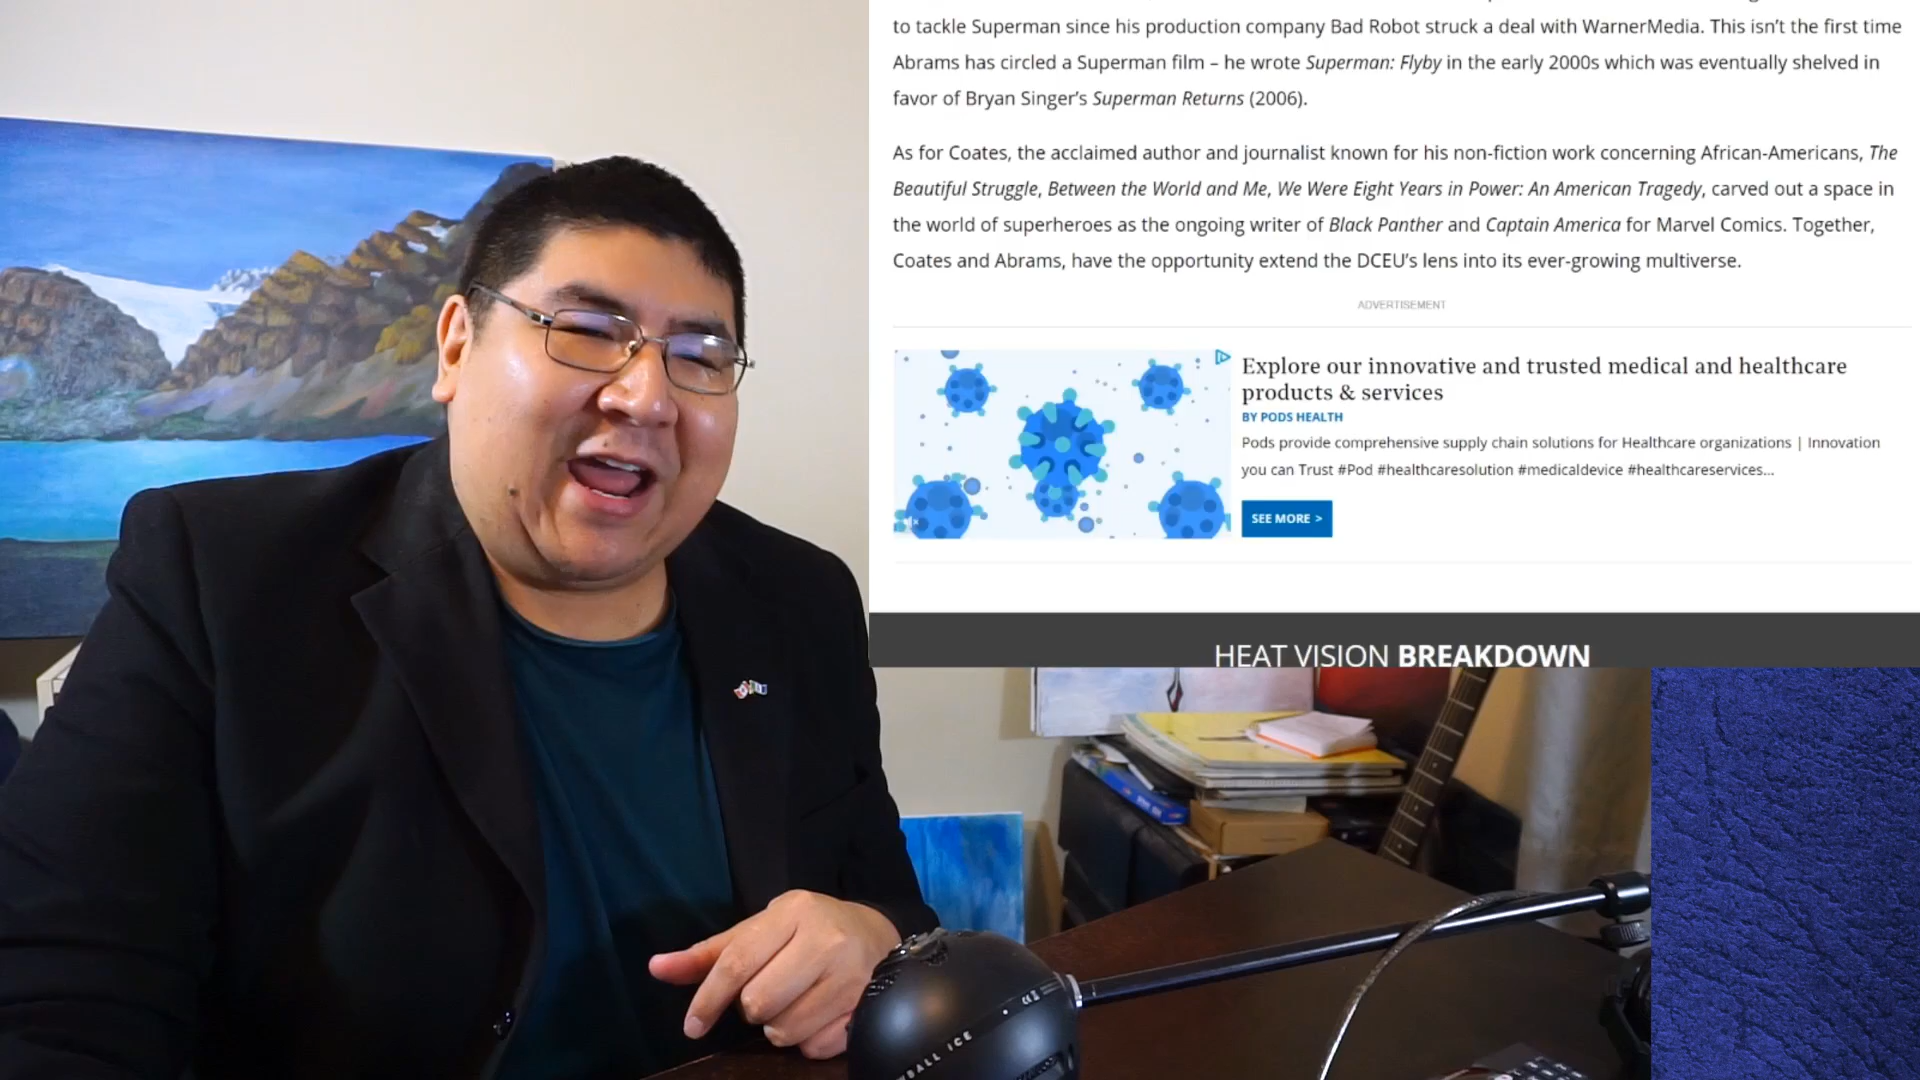 to tackle Superman since his production company Bad Robot struck a deal with WarnerMedia. This isn’t the first time
Abrams has circled a Superman film – he wrote Superman: Flyby in the early 2000s which was eventually shelved in
favor of Bryan Singer’s Superman Returns (2006).
As for Coates, the acclaimed author and journalist known for his non-fiction work concerning African-Americans, The
Beautiful Struggle, Between the World and Me, We Were Eight Years in Power: An American Tragedy, carved out a space in
the world of superheroes as the ongoing writer of Black Panther and Captain America for Marvel Comics. Together,
Coates and Abrams, have the opportunity extend the DCEU’s lens into its ever-growing multiverse.
ADVERTISEMENT
Explore our innovative and trusted medical and healthcare
products & services
BY PODS HEALTH
Pods provide comprehensive supply chain solutions for Healthcare organizations | Innovation
you can Trust #Pod #healthcaresolution #medicaldevice #healthcareservices...
SEE MORE >
HEAT VISION BREAKDOWN
ICE